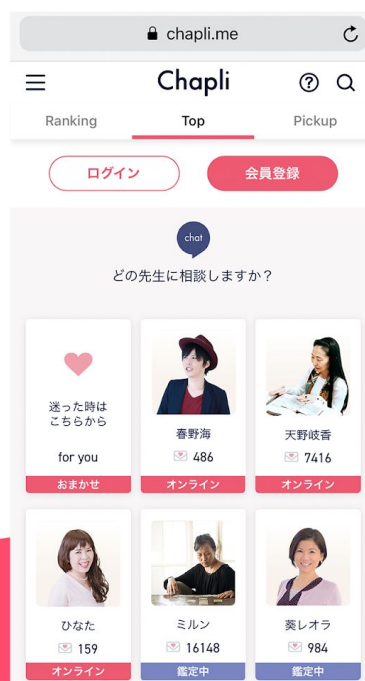 chapli.me
Chapli
Ranking
Top
Pickup
ログイン
会員登録
chat
どの先生に相談しますか？
迷った時は
こちらから
for you
おまかせ
春野海
486
オンライン
天野岐香
7416
オンライン
ひなた
159
オンライン
ミルン
16148
鑑定中
葵レオラ
984
鑑定中